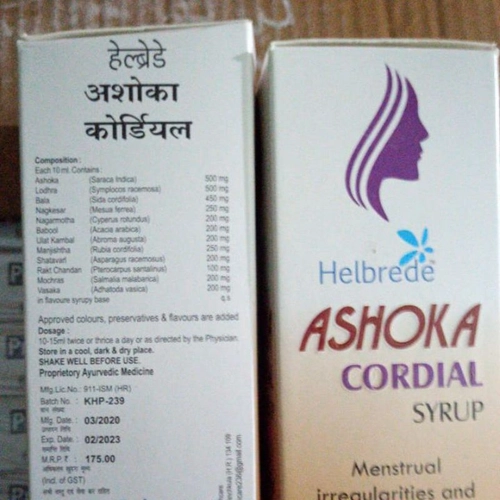 हेल्ब्रेडे
अशोका
कोर्डियल
Composition :
Each 10 ml. Contains :
Ashoka (Saraca Indica) 500 mg
Lodhra (Symplocos racemosa) 500 mg
Bala (Sida cordifolia) 450 mg
Nagkesar (Mesua ferrea) 250 mg
Nagarmotha (Cyperus rotundus) 200 mg
Babool (Acacia arabica) 200 mg
Ulat Kambal (Abroma augusta) 200 mg
Manjishtha (Rubia cordifolia) 250 mg
Shatavari (Asparagus racemosus) 200 mg
Rakt Chandan (Pterocarpus santalinus) 100 mg
Mochras (Salmalia malabarica) 200 mg
Vasaka (Adhatoda vasica) 200 mg
in flavoure syrupy base q.s
Approved colours, preservatives & flavours are added
Dosage :
10-15ml twice or thrice a day or as directed by the Physician.
Store in a cool, dark & dry place.
SHAKE WELL BEFORE USE.
Proprietory Ayurvedic Medicine
Mfg.Lic.No.: 911-ISM (HR)
Batch No. : KHP-239
Mfg. Date : 03/2020
Exp. Date : 02/2023
M.R.P.₹ : 175.00
(Incl. of GST)
Helbrede
ASHOKA
CORDIAL
SYRUP
Menstrual
irregularities and